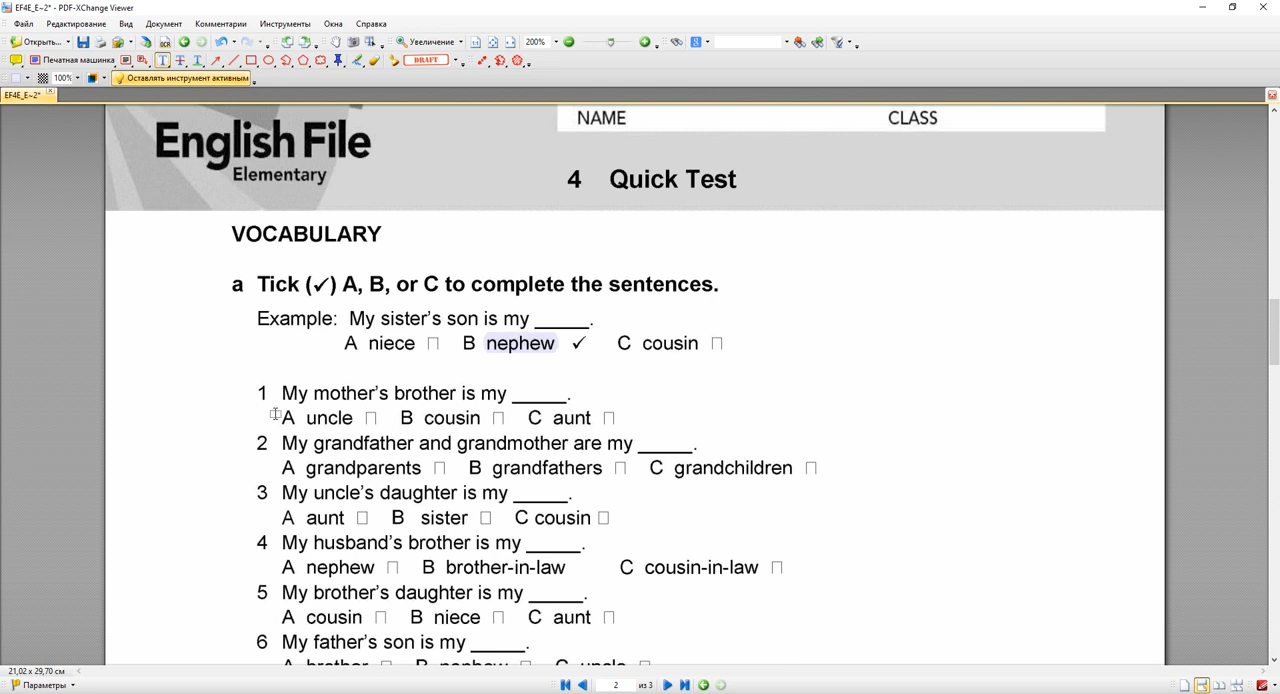 EF4E_E~2* - PDF-XChange Viewer
Файл Редактирование Вид Документ Комментарии Инструменты Окна Справка
Открыть... OCR Увеличение 200%
Печатная машинка DRAFT
100% Оставлять инструмент активным
EF4E_E~2*
English File
Elementary
NAME CLASS
4 Quick Test
VOCABULARY
a Tick (✓) A, B, or C to complete the sentences.
Example: My sister’s son is my _____.
A niece □ B nephew ✓ C cousin □
1 My mother’s brother is my _____.
A uncle □ B cousin □ C aunt □
2 My grandfather and grandmother are my _____.
A grandparents □ B grandfathers □ C grandchildren □
3 My uncle’s daughter is my _____.
A aunt □ B sister □ C cousin □
4 My husband’s brother is my _____.
A nephew □ B brother-in-law C cousin-in-law □
5 My brother’s daughter is my _____.
A cousin □ B niece □ C aunt □
6 My father’s son is my _____.
A brother □ B nephew □ C uncle □
21,02 x 29,70 см
Параметры 2 из 3